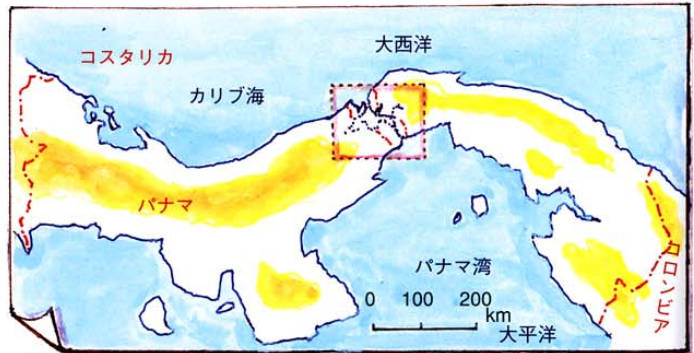 大西洋
コスタリカ
カリブ海
パナマ
コロンビア
パナマ湾
0 100 200
km
大平洋